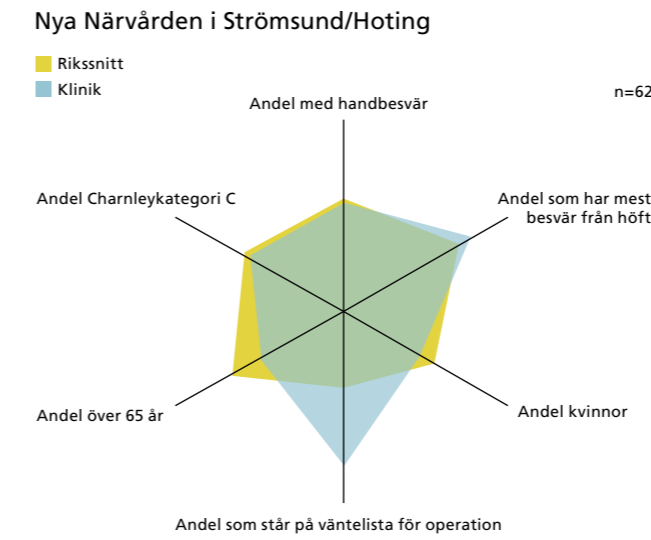 Nya Närvården i Strömsund/Hoting
Rikssnitt
Klinik
n=62
Andel med handbesvär
Andel Charnleykategori C
Andel som har mest
besvär från höft
Andel över 65 år
Andel kvinnor
Andel som står på väntelista för operation